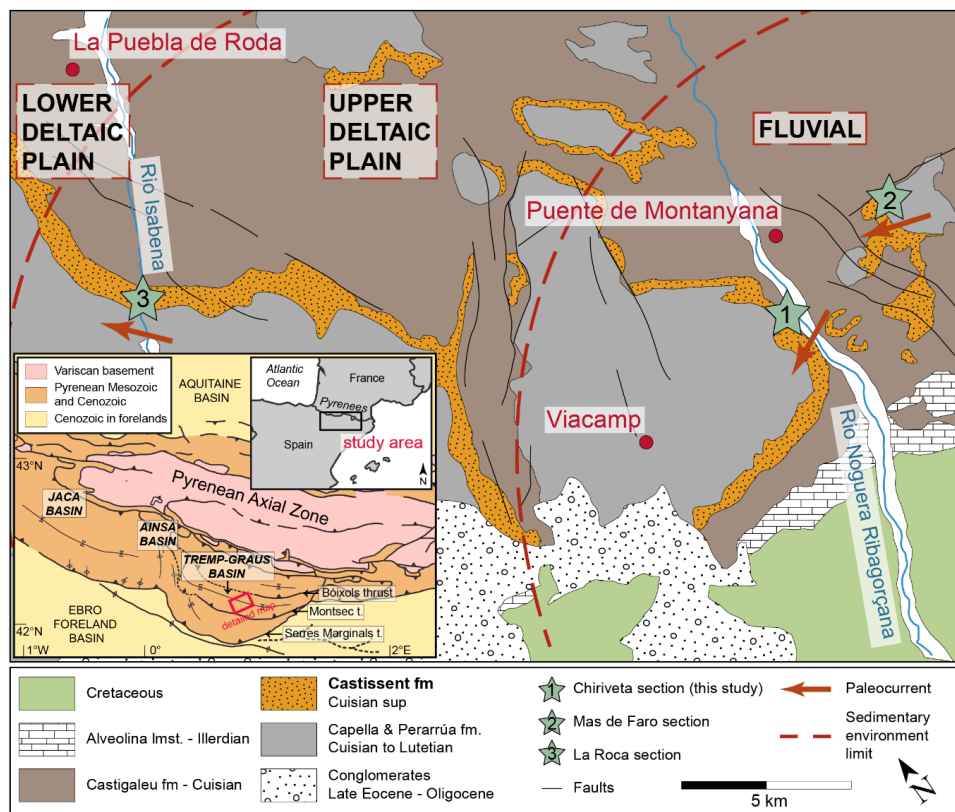 La Puebla de Roda
LOWER
DELTAIC
PLAIN
UPPER
DELTAIC
PLAIN
FLUVIAL
Rio Isabena
Puente de Montanyana
2
3
1
Viacamp
Rio Noguera Ribagorçana
Variscan basement
Pyrenean Mesozoic
and Cenozoic
Cenozoic in forelands
AQUITAINE
BASIN
Atlantic
Ocean
France
Pyrenees
Spain
study area
N
43°N
JACA
BASIN
AINSA
BASIN
Pyrenean Axial Zone
TREMP-GRAUS
BASIN
Bóixols thrust
Montsec t.
detailed map
EBRO
FORELAND
BASIN
Serres Marginals t.
42°N
1°W
0°
2°E
Cretaceous
Alveolina lmst. - Illerdian
Castigaleu fm - Cuisian
Castissent fm
Cuisian sup
Capella & Perarrúa fm.
Cuisian to Lutetian
Conglomerates
Late Eocene - Oligocene
1 Chiriveta section (this study)
2 Mas de Faro section
3 La Roca section
Faults
Paleocurrent
Sedimentary
environment
limit
5 km
N